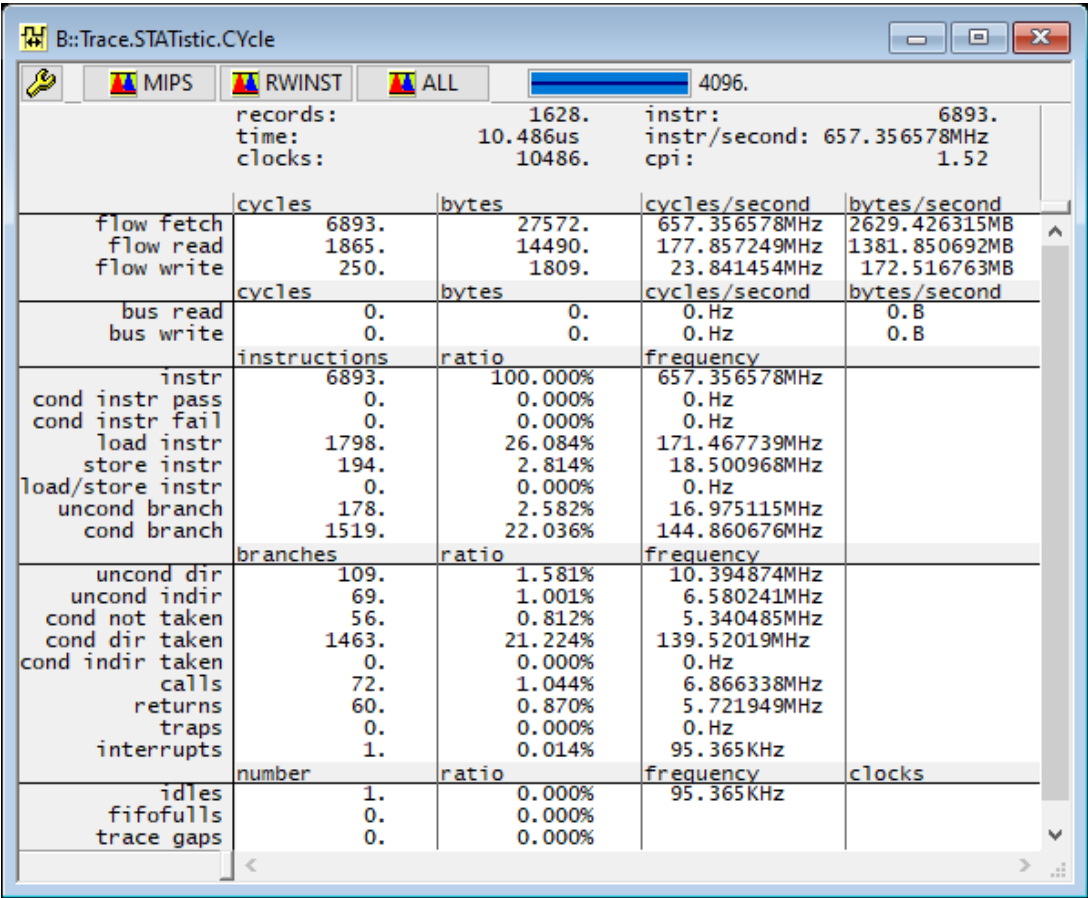 B::Trace.STATistic.CYcle
MIPS RWINST ALL 4096.
records: 1628. instr: 6893.
time: 10.486us instr/second: 657.356578MHz
clocks: 10486. cpi: 1.52
cycles bytes cycles/second bytes/second
flow fetch 6893. 27572. 657.356578MHz 2629.426315MB
flow read 1865. 14490. 177.857249MHz 1381.850692MB
flow write 250. 1809. 23.841454MHz 172.516763MB
cycles bytes cycles/second bytes/second
bus read 0. 0. 0.Hz 0.B
bus write 0. 0. 0.Hz 0.B
instructions ratio frequency
instr 6893. 100.000% 657.356578MHz
cond instr pass 0. 0.000% 0.Hz
cond instr fail 0. 0.000% 0.Hz
load instr 1798. 26.084% 171.467739MHz
store instr 194. 2.814% 18.500968MHz
load/store instr 0. 0.000% 0.Hz
uncond branch 178. 2.582% 16.975115MHz
cond branch 1519. 22.036% 144.860676MHz
branches ratio frequency
uncond dir 109. 1.581% 10.394874MHz
uncond indir 69. 1.001% 6.580241MHz
cond not taken 56. 0.812% 5.340485MHz
cond dir taken 1463. 21.224% 139.52019MHz
cond indir taken 0. 0.000% 0.Hz
calls 72. 1.044% 6.866338MHz
returns 60. 0.870% 5.721949MHz
traps 0. 0.000% 0.Hz
interrupts 1. 0.014% 95.365KHz
number ratio frequency clocks
idles 1. 0.000% 95.365KHz
fifofulls 0. 0.000%
trace gaps 0. 0.000%